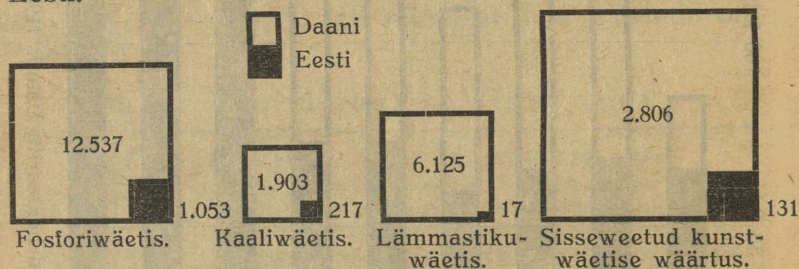 Eesti.
Daani
Eesti
12.537
1.053
Fosforiwäetis.
1.903
217
Kaaliwäetis.
6.125
17
Lämmastiku-
wäetis.
2.806
131
Sisseweetud kunst-
wäetise wäärtus.